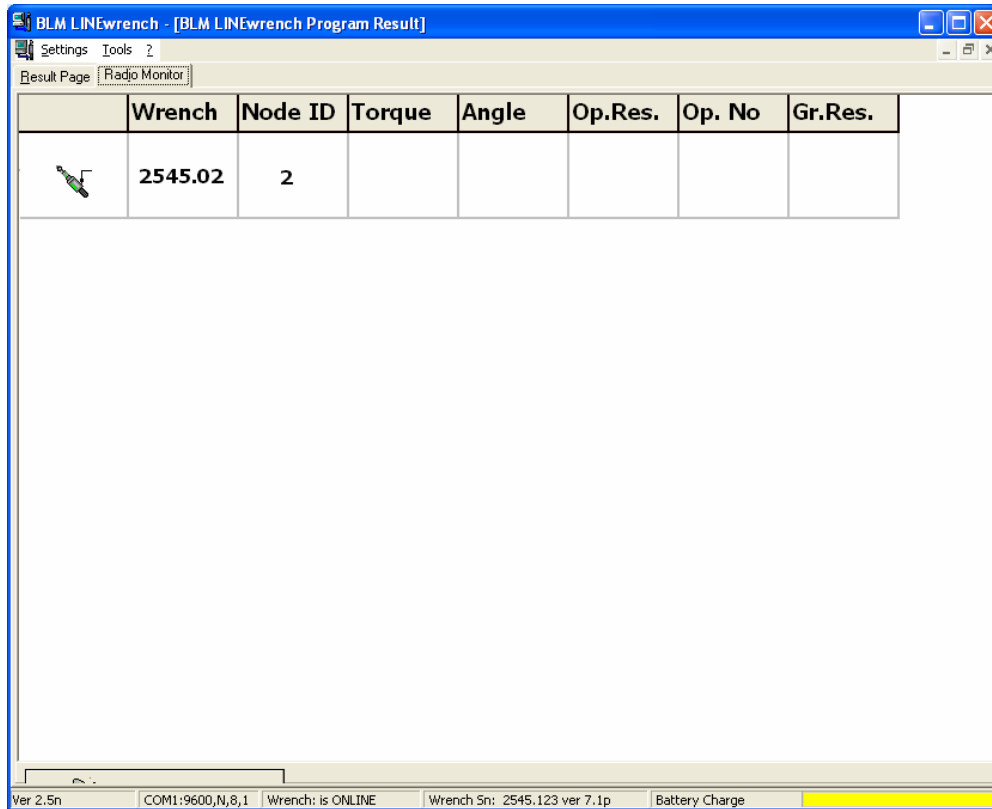 BLM LINEwrench - [BLM LINEwrench Program Result]
Settings Tools ?
Result Page Radio Monitor
Wrench Node ID Torque Angle Op.Res. Op. No Gr.Res.
2545.02 2
Ver 2.5n COM1:9600,N,8,1 Wrench: is ONLINE Wrench Sn: 2545.123 ver 7.1p Battery Charge